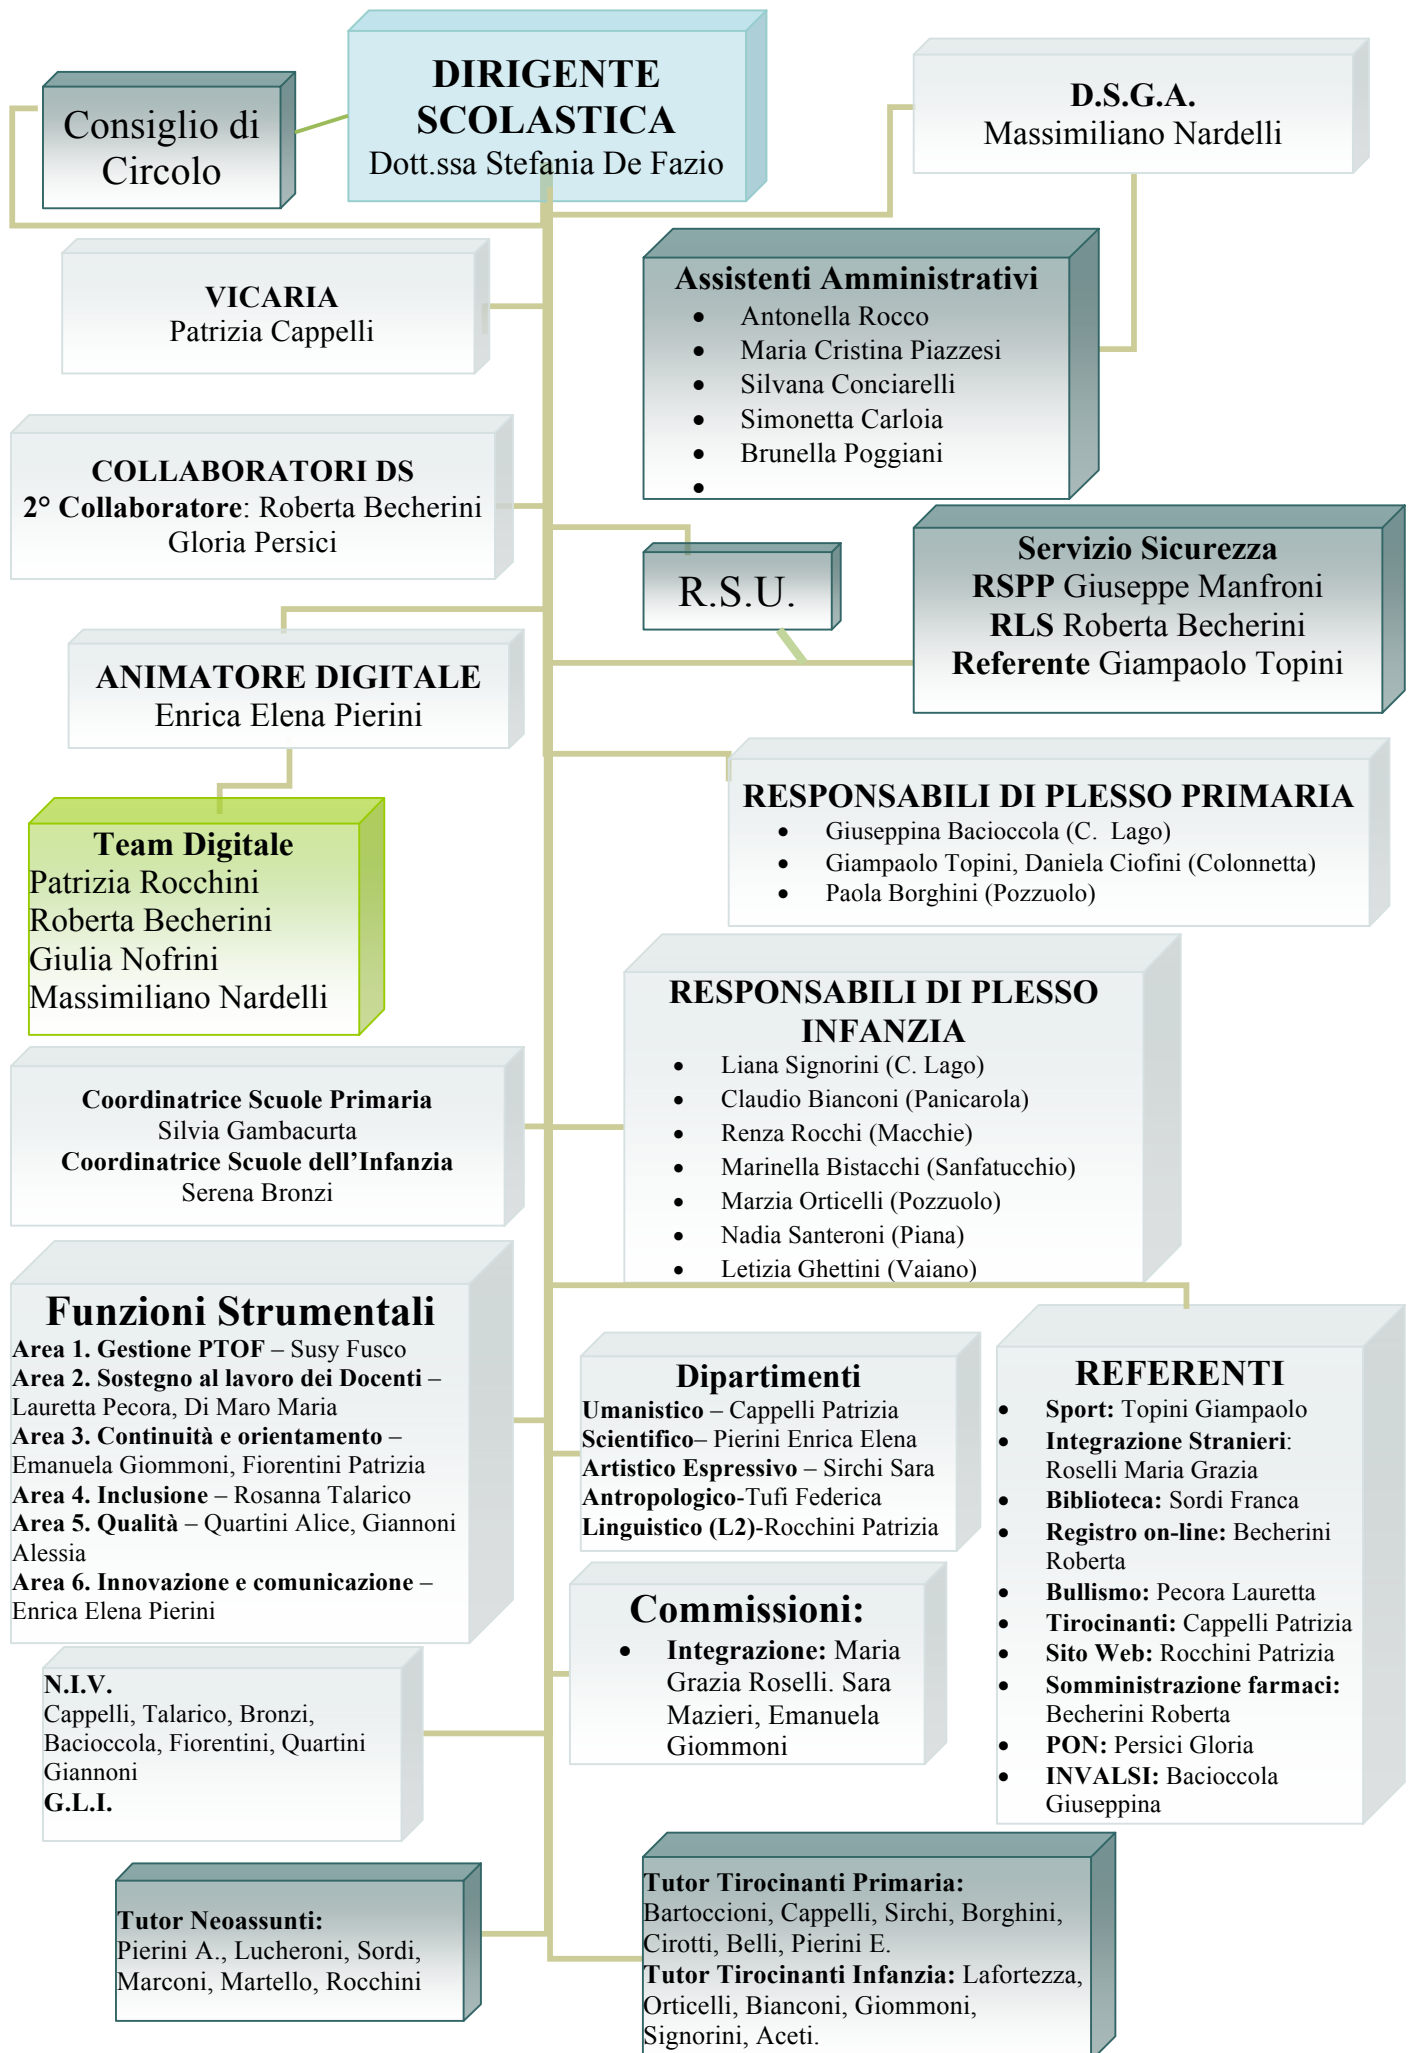 DIRIGENTE
SCOLASTICA
Dott.ssa Stefania De Fazio
Consiglio di
Circolo
D.S.G.A.
Massimiliano Nardelli
VICARIA
Patrizia Cappelli
Assistenti Amministrativi
• Antonella Rocco
• Maria Cristina Piazzesi
• Silvana Conciarelli
• Simonetta Carloia
• Brunella Poggiani
•
COLLABORATORI DS
2° Collaboratore: Roberta Becherini
Gloria Persici
R.S.U.
Servizio Sicurezza
RSPP Giuseppe Manfroni
RLS Roberta Becherini
Referente Giampaolo Topini
ANIMATORE DIGITALE
Enrica Elena Pierini
RESPONSABILI DI PLESSO PRIMARIA
• Giuseppina Bacioccola (C. Lago)
• Giampaolo Topini, Daniela Ciofini (Colonnetta)
• Paola Borghini (Pozzuolo)
Team Digitale
Patrizia Rocchini
Roberta Becherini
Giulia Nofrini
Massimiliano Nardelli
RESPONSABILI DI PLESSO
INFANZIA
• Liana Signorini (C. Lago)
• Claudio Bianconi (Panicarola)
• Renza Rocchi (Macchie)
• Marinella Bistacchi (Sanfatucchio)
• Marzia Orticelli (Pozzuolo)
• Nadia Santeroni (Piana)
• Letizia Ghettini (Vaiano)
Coordinatrice Scuole Primaria
Silvia Gambacurta
Coordinatrice Scuole dell'Infanzia
Serena Bronzi
Funzioni Strumentali
Area 1. Gestione PTOF – Susy Fusco
Area 2. Sostegno al lavoro dei Docenti –
Lauretta Pecora, Di Maro Maria
Area 3. Continuità e orientamento –
Emanuela Giommoni, Fiorentini Patrizia
Area 4. Inclusione – Rosanna Talarico
Area 5. Qualità – Quartini Alice, Giannoni
Alessia
Area 6. Innovazione e comunicazione –
Enrica Elena Pierini
Dipartimenti
Umanistico – Cappelli Patrizia
Scientifico– Pierini Enrica Elena
Artistico Espressivo – Sirchi Sara
Antropologico-Tufi Federica
Linguistico (L2)-Rocchini Patrizia
REFERENTI
• Sport: Topini Giampaolo
• Integrazione Stranieri:
Roselli Maria Grazia
• Biblioteca: Sordi Franca
• Registro on-line: Becherini
Roberta
• Bullismo: Pecora Lauretta
• Tirocinanti: Cappelli Patrizia
• Sito Web: Rocchini Patrizia
• Somministrazione farmaci:
Becherini Roberta
• PON: Persici Gloria
• INVALSI: Bacioccola
Giuseppina
Commissioni:
• Integrazione: Maria
Grazia Roselli. Sara
Mazieri, Emanuela
Giommoni
N.I.V.
Cappelli, Talarico, Bronzi,
Bacioccola, Fiorentini, Quartini
Giannoni
G.L.I.
Tutor Neoassunti:
Pierini A., Lucheroni, Sordi,
Marconi, Martello, Rocchini
Tutor Tirocinanti Primaria:
Bartoccioni, Cappelli, Sirchi, Borghini,
Cirotti, Belli, Pierini E.
Tutor Tirocinanti Infanzia: Lafortezza,
Orticelli, Bianconi, Giommoni,
Signorini, Aceti.